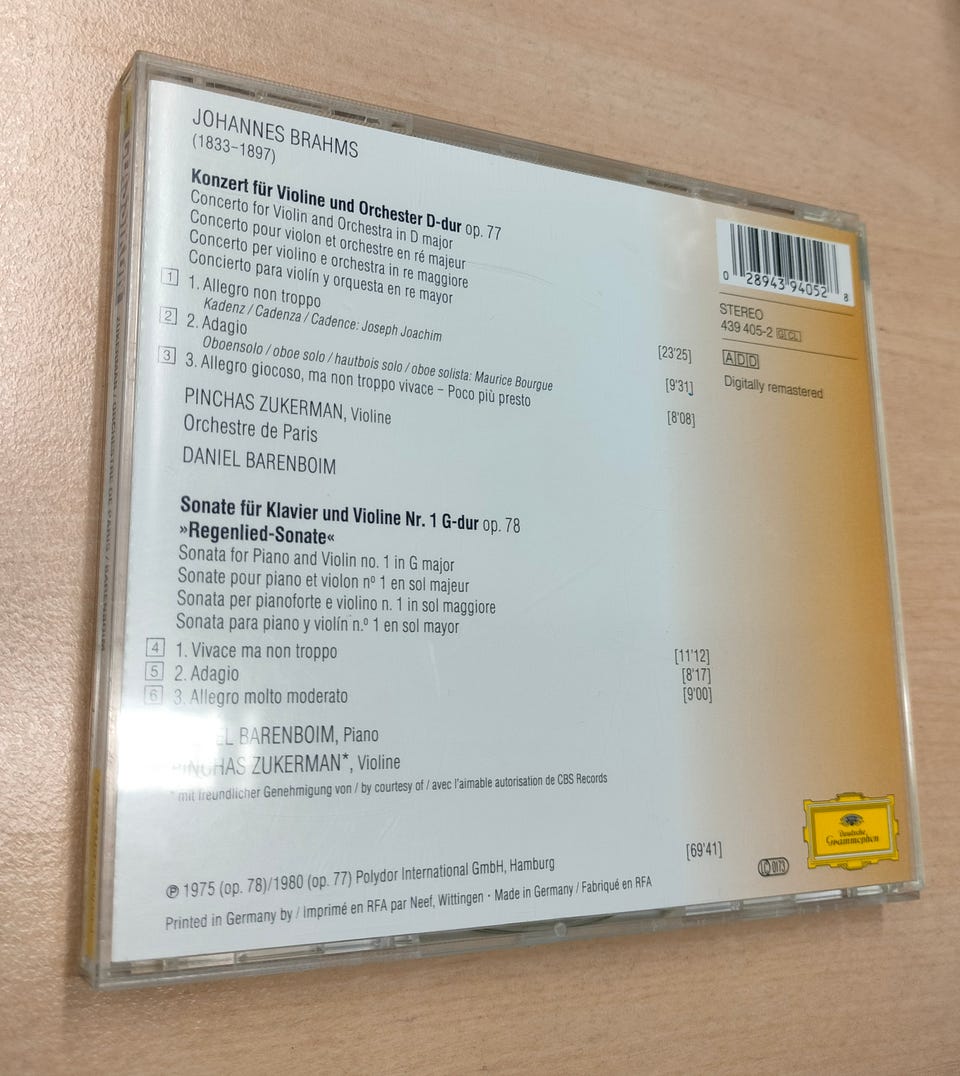 JOHANNES BRAHMS
(1833–1897)
Konzert für Violine und Orchester D-dur op. 77
Concerto for Violin and Orchestra in D major
Concerto pour violon et orchestre en ré majeur
Concerto per violino e orchestra in re maggiore
Concierto para violín y orquesta en re mayor
1 1. Allegro non troppo [23'25]
Kadenz / Cadenza / Cadence: Joseph Joachim
2 2. Adagio [9'31]
Oboensolo / oboe solo / hautbois solo / oboe solista: Maurice Bourgue
3 3. Allegro giocoso, ma non troppo vivace – Poco più presto [8'08]
PINCHAS ZUKERMAN, Violine
Orchestre de Paris
DANIEL BARENBOIM
Sonate für Klavier und Violine Nr. 1 G-dur op. 78
»Regenlied-Sonate«
Sonata for Piano and Violin no. 1 in G major
Sonate pour piano et violon nº 1 en sol majeur
Sonata per pianoforte e violino n. 1 in sol maggiore
Sonata para piano y violín n.º 1 en sol mayor
4 1. Vivace ma non troppo [11'12]
5 2. Adagio [8'17]
6 3. Allegro molto moderato [9'00]
EL BARENBOIM, Piano
PINCHAS ZUKERMAN*, Violine
* mit freundlicher Genehmigung von / by courtesy of / avec l'aimable autorisation de CBS Records
[69'41]
℗ 1975 (op. 78)/1980 (op. 77) Polydor International GmbH, Hamburg
Printed in Germany by / Imprimé en RFA par Neef, Wittingen · Made in Germany / Fabriqué en RFA
0 28943 94052 8
STEREO
439 405-2 G CL
ADD
Digitally remastered
LC 0173
Deutsche
Grammophon
ZUKERMAN / ORCHESTRE DE PARIS / BARENBOIM